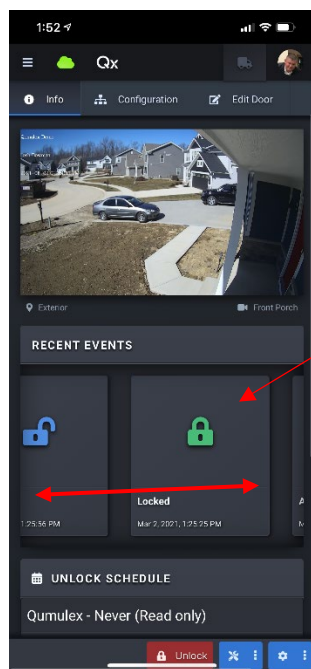 1:52
Qx
Info
Configuration
Edit Door
Exterior
Front Porch
RECENT EVENTS
Locked
A
1:25:56 PM
Mar 2, 2021, 1:25:25 PM
M
UNLOCK SCHEDULE
Qumulex - Never (Read only)
Unlock